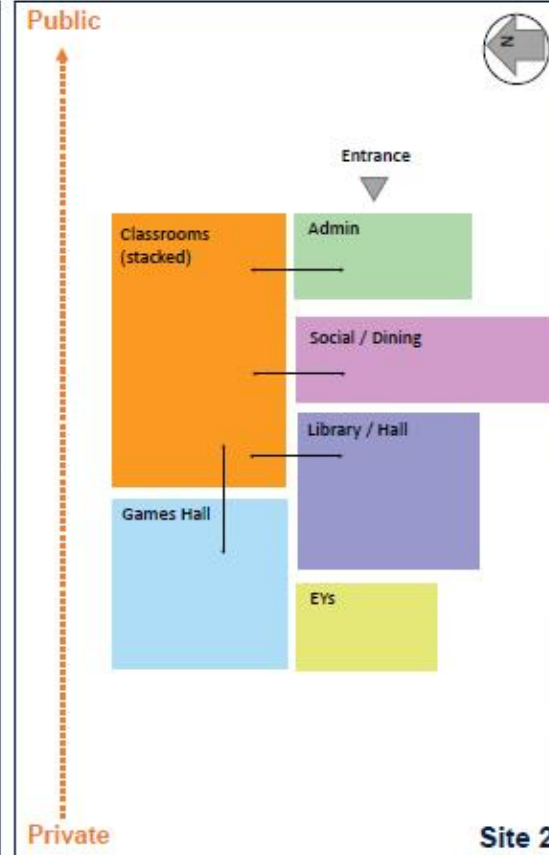 Public
N
Entrance
Classrooms
(stacked)
Admin
Social / Dining
Library / Hall
Games Hall
EYs
Private
Site 2